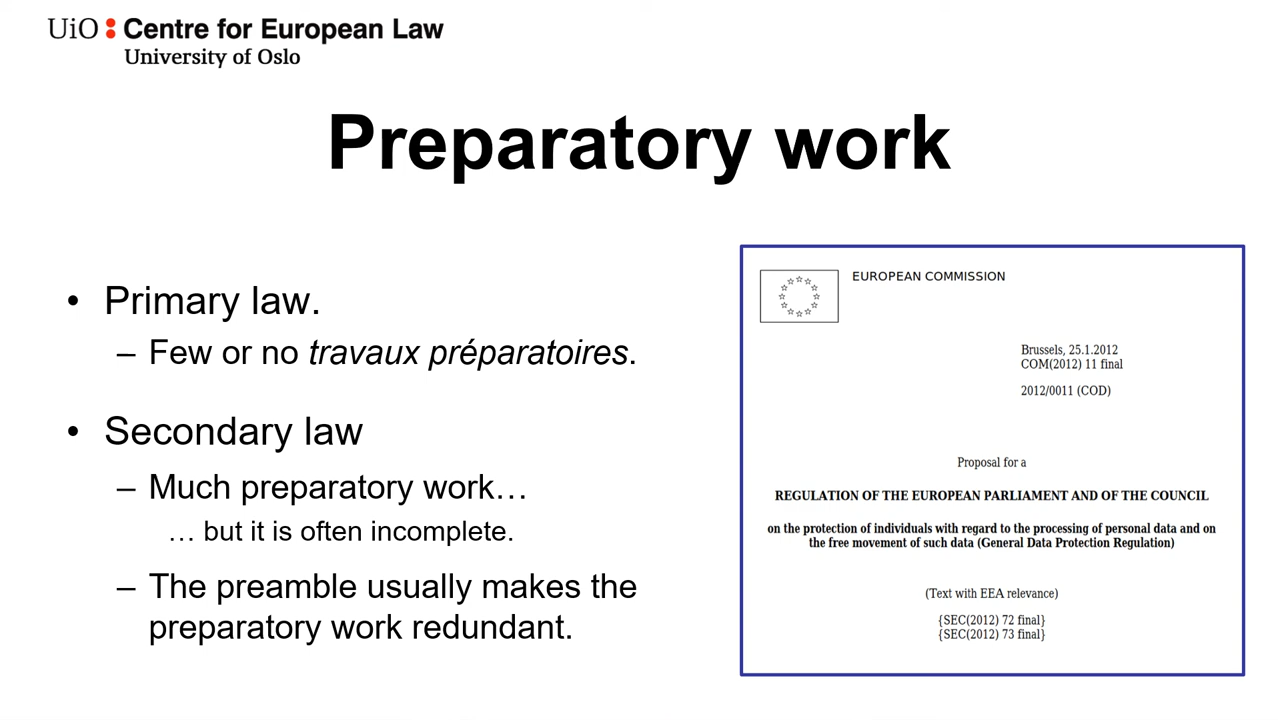 UiO : Centre for European Law
University of Oslo
Preparatory work
• Primary law.
– Few or no travaux préparatoires.
• Secondary law
– Much preparatory work…
… but it is often incomplete.
– The preamble usually makes the
preparatory work redundant.
EUROPEAN COMMISSION
Brussels, 25.1.2012
COM(2012) 11 final
2012/0011 (COD)
Proposal for a
REGULATION OF THE EUROPEAN PARLIAMENT AND OF THE COUNCIL
on the protection of individuals with regard to the processing of personal data and on
the free movement of such data (General Data Protection Regulation)
(Text with EEA relevance)
{SEC(2012) 72 final}
{SEC(2012) 73 final}